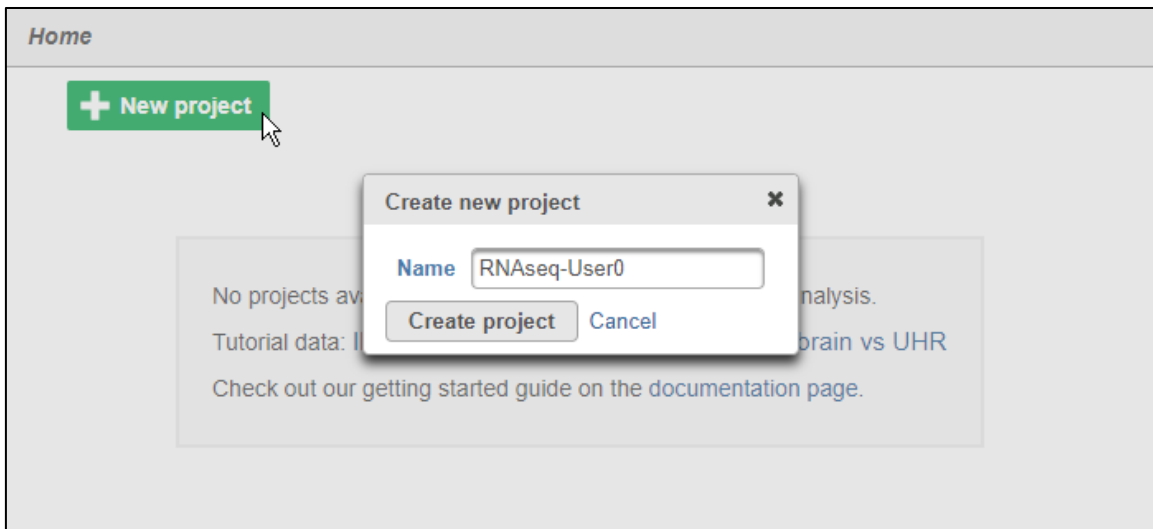 Home
New project
Create new project
Name RNAseq-User0
Create project Cancel
No projects nalysis.
Tutorial data: brain vs UHR
Check out our getting started guide on the documentation page.